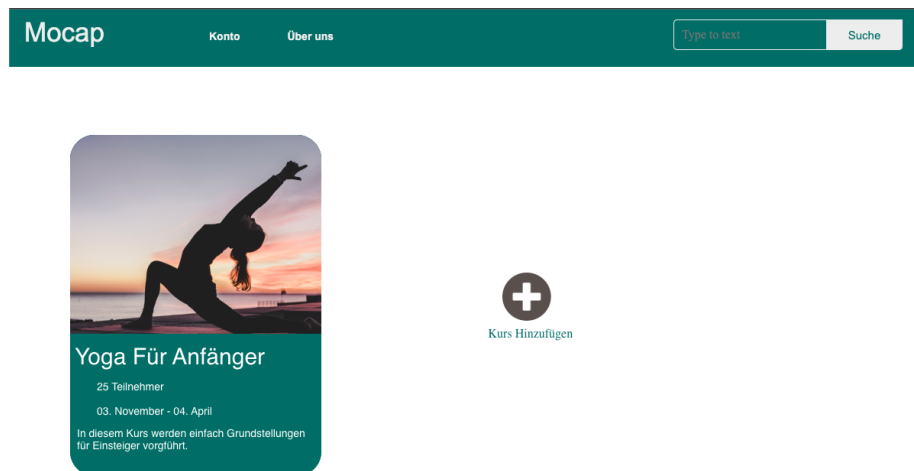 Mocap
Konto
Über uns
Type to text
Suche
Yoga Für Anfänger
25 Teilnehmer
03. November - 04. April
In diesem Kurs werden einfach Grundstellungen
für Einsteiger vorgführt.
Kurs Hinzufügen